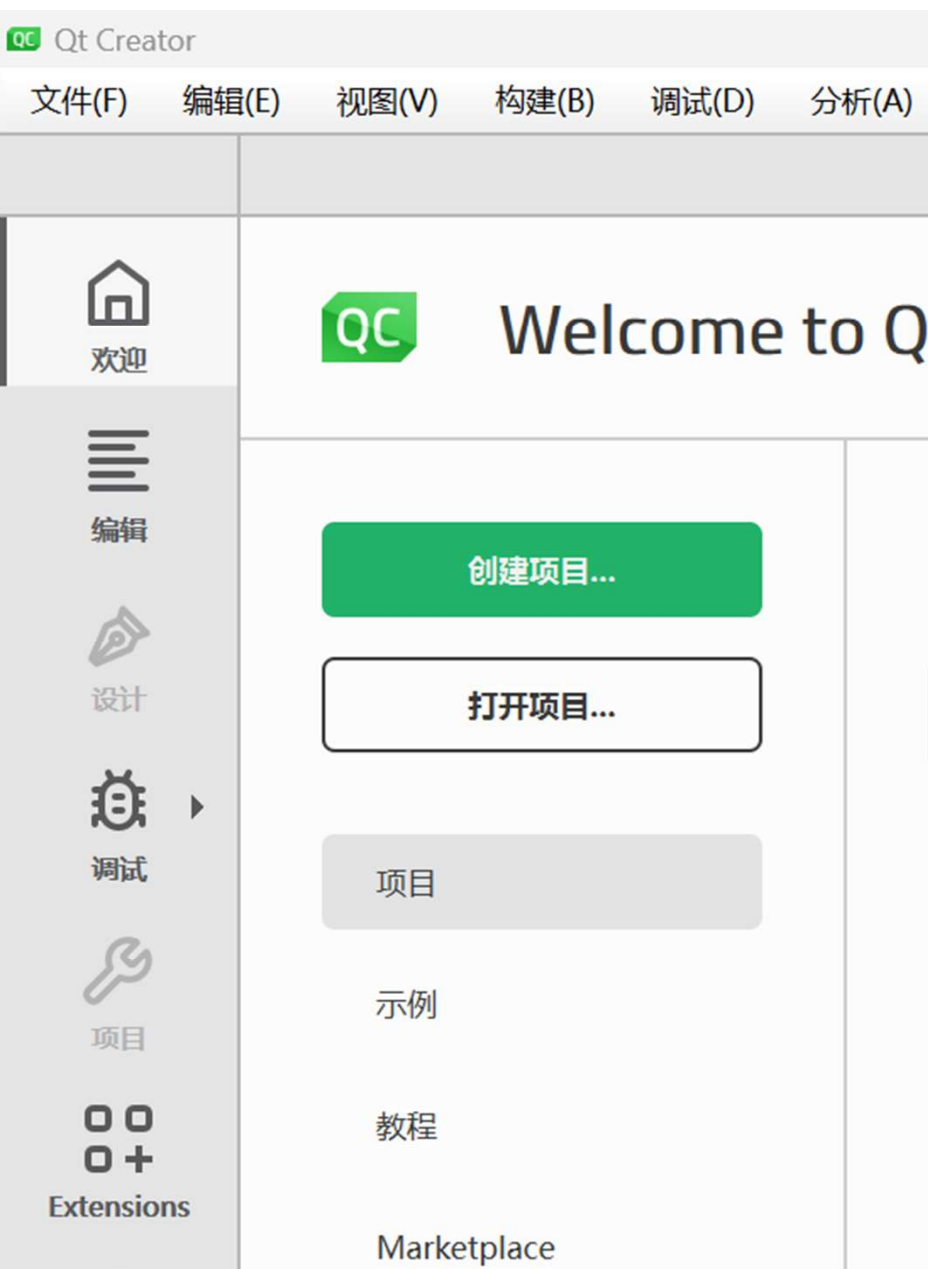 QC Qt Creator
文件(F) 编辑(E) 视图(V) 构建(B) 调试(D) 分析(A)
欢迎
QC Welcome to Q
编辑
创建项目...
设计
打开项目...
调试
项目
示例
项目
教程
Extensions
Marketplace